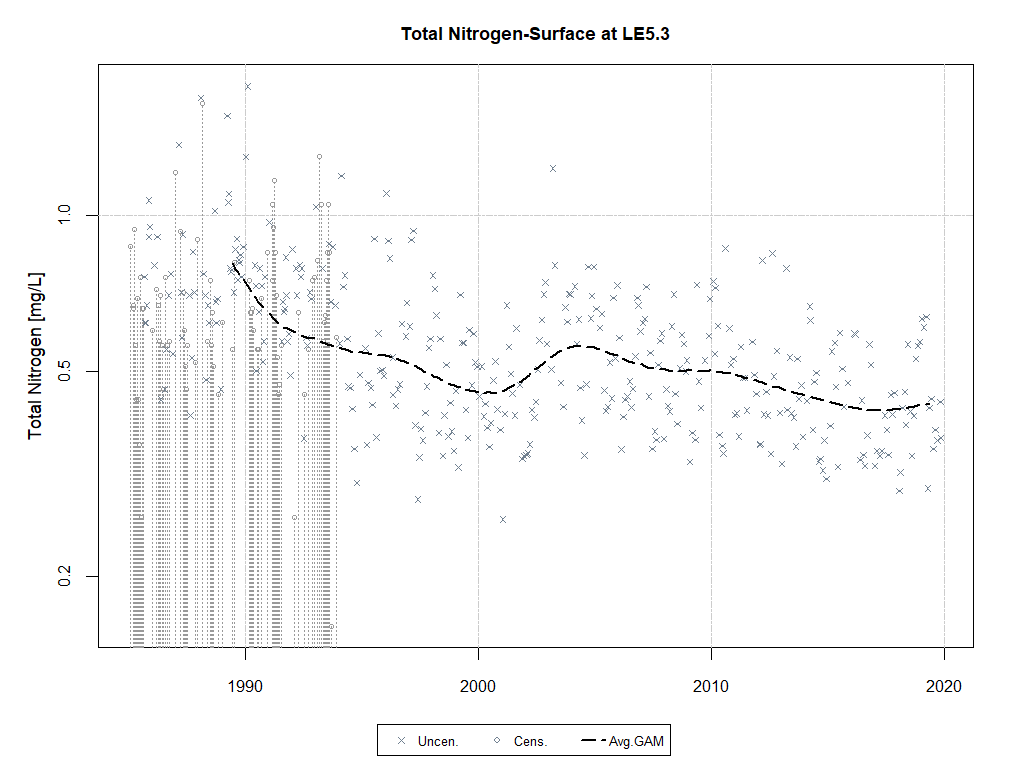 Total Nitrogen-Surface at LE5.3
Total Nitrogen [mg/L]
1.0
0.5
0.2
1990 2000 2010 2020
Uncen. Cens. Avg.GAM